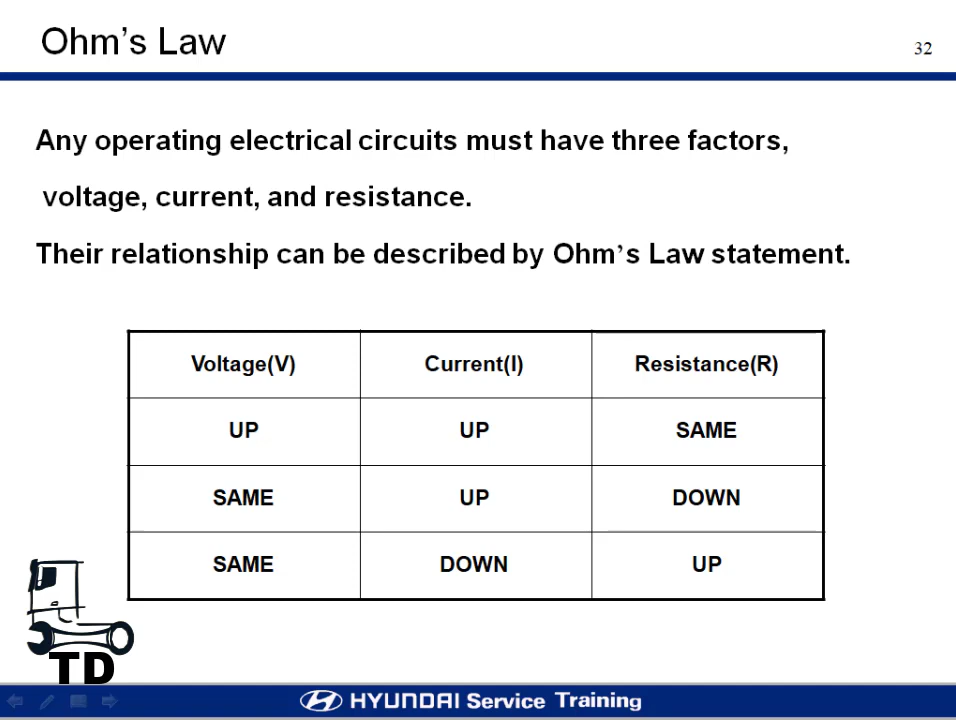 Ohm's Law
32
Any operating electrical circuits must have three factors,
voltage, current, and resistance.
Their relationship can be described by Ohm's Law statement.
Voltage(V) Current(I) Resistance(R)
UP UP SAME
SAME UP DOWN
SAME DOWN UP
TD
HYUNDAI Service Training